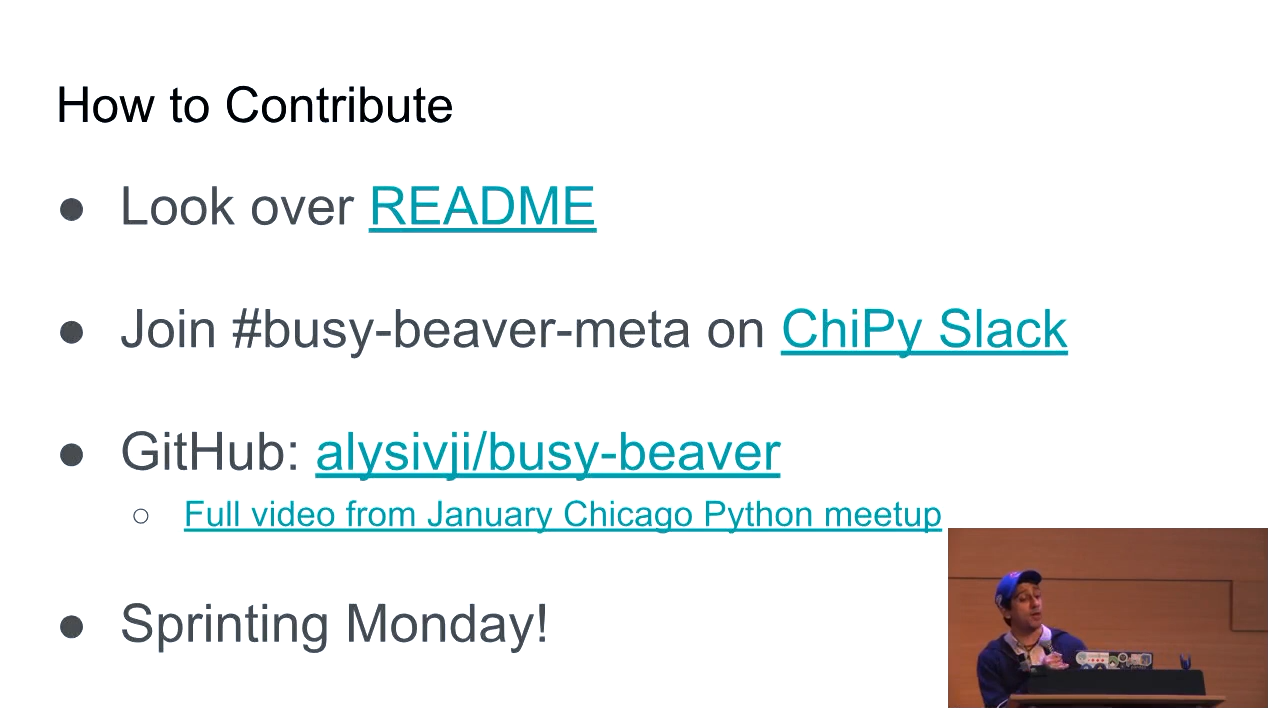 How to Contribute
● Look over README
● Join #busy-beaver-meta on ChiPy Slack
● GitHub: alysivji/busy-beaver
○ Full video from January Chicago Python meetup
● Sprinting Monday!